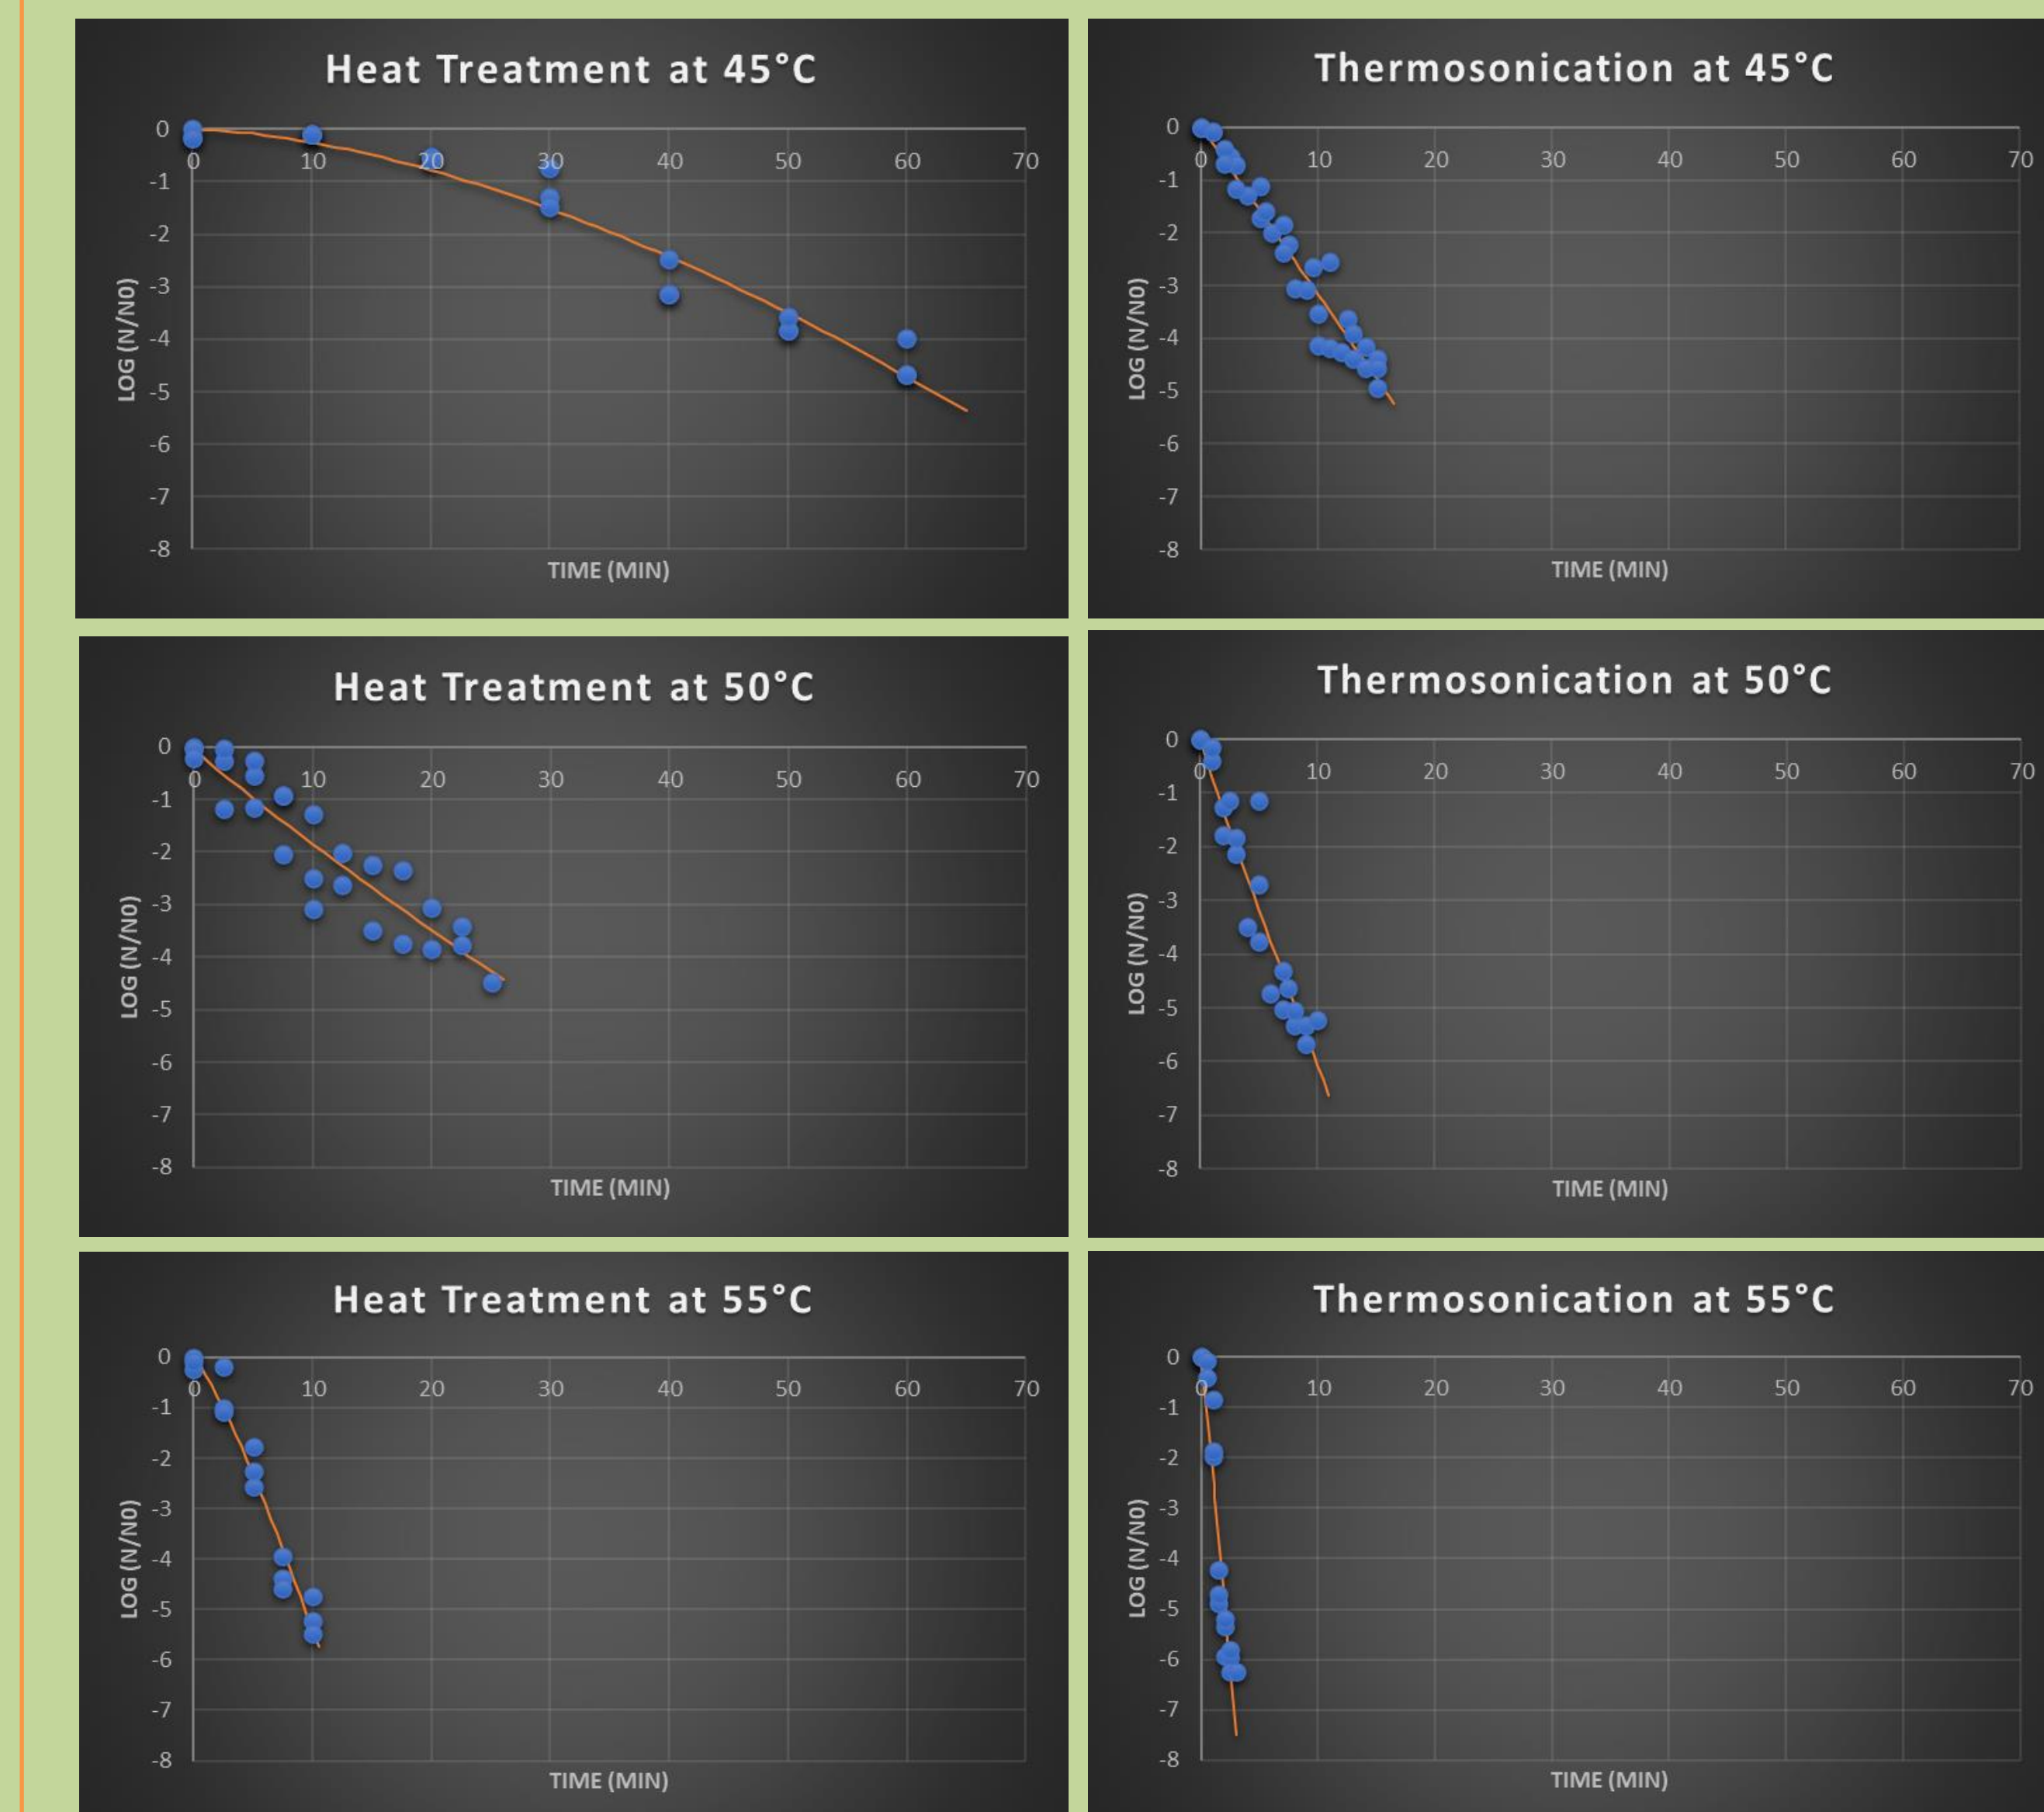 Heat Treatment at 45°C
0
0 10 20 30 40 50 60 70
-1
-2
-3
-4
-5
-6
-7
-8
LOG (N/N0)
TIME (MIN)
Thermosonication at 45°C
0
0 10 20 30 40 50 60 70
-1
-2
-3
-4
-5
-6
-7
-8
LOG (N/N0)
TIME (MIN)
Heat Treatment at 50°C
0
0 10 20 30 40 50 60 70
-1
-2
-3
-4
-5
-6
-7
-8
LOG (N/N0)
TIME (MIN)
Thermosonication at 50°C
0
0 10 20 30 40 50 60 70
-1
-2
-3
-4
-5
-6
-7
-8
LOG (N/N0)
TIME (MIN)
Heat Treatment at 55°C
0
0 10 20 30 40 50 60 70
-1
-2
-3
-4
-5
-6
-7
-8
LOG (N/N0)
TIME (MIN)
Thermosonication at 55°C
0
0 10 20 30 40 50 60 70
-1
-2
-3
-4
-5
-6
-7
-8
LOG (N/N0)
TIME (MIN)